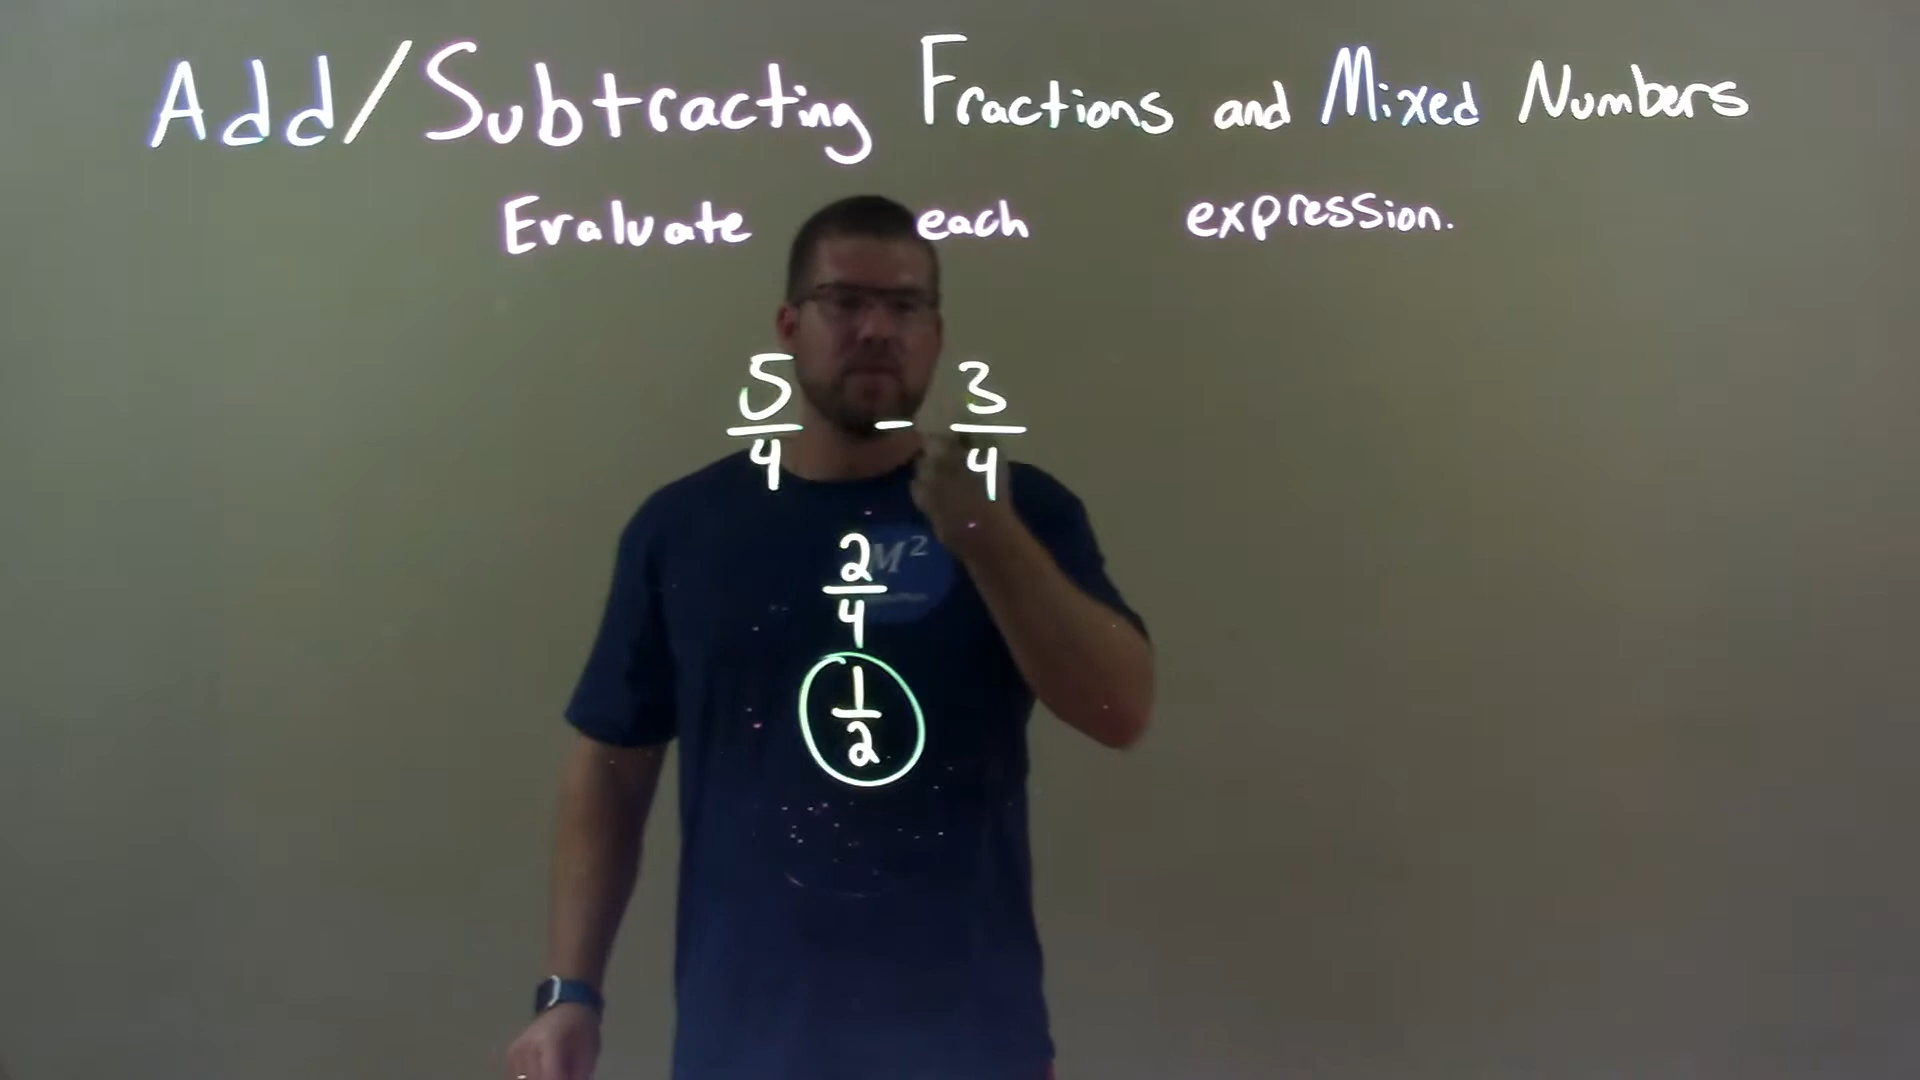 Add/Subtracting Fractions and Mixed Numbers
Evaluate each expression.
5/4 - 3/4
M²
2/4
1/2